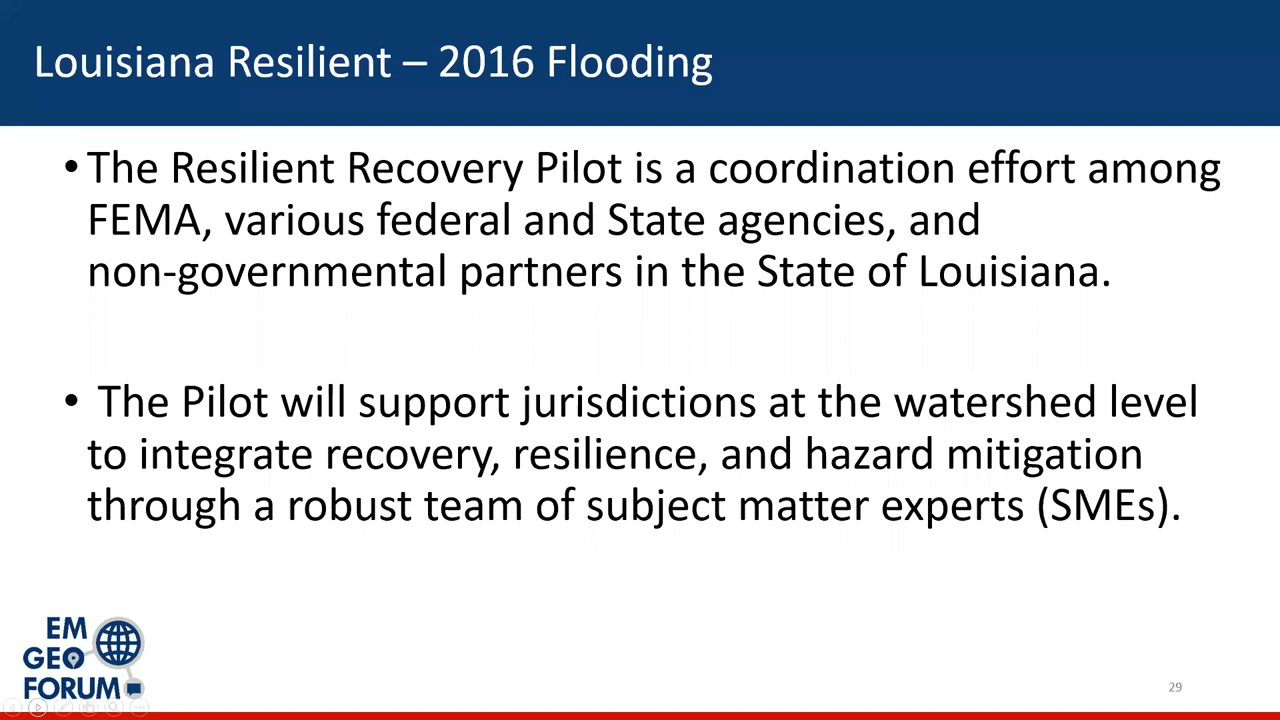 Louisiana Resilient – 2016 Flooding
• The Resilient Recovery Pilot is a coordination effort among
FEMA, various federal and State agencies, and
non-governmental partners in the State of Louisiana.
• The Pilot will support jurisdictions at the watershed level
to integrate recovery, resilience, and hazard mitigation
through a robust team of subject matter experts (SMEs).
EM
GEO
FORUM
29